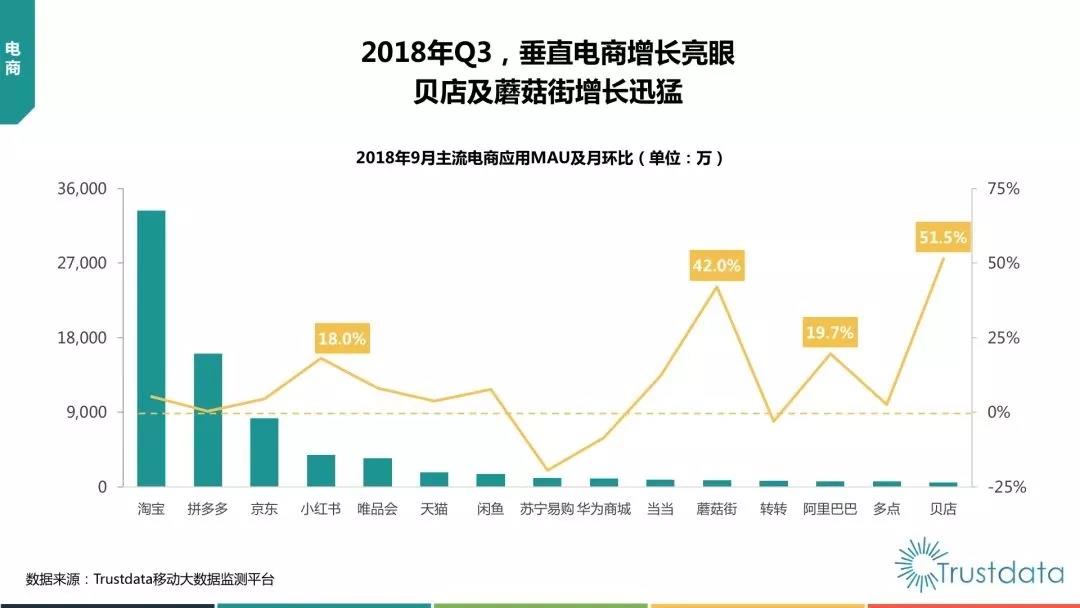 电
商
2018年Q3，垂直电商增长亮眼
贝店及蘑菇街增长迅猛
2018年9月主流电商应用MAU及月环比（单位：万）
36,000
75%
51.5%
27,000
42.0%
50%
18,000
18.0%
19.7%
25%
9,000
0%
0
-25%
淘宝 拼多多 京东 小红书 唯品会 天猫 闲鱼 苏宁易购 华为商城 当当 蘑菇街 转转 阿里巴巴 多点 贝店
数据来源：Trustdata移动大数据监测平台
Trustdata